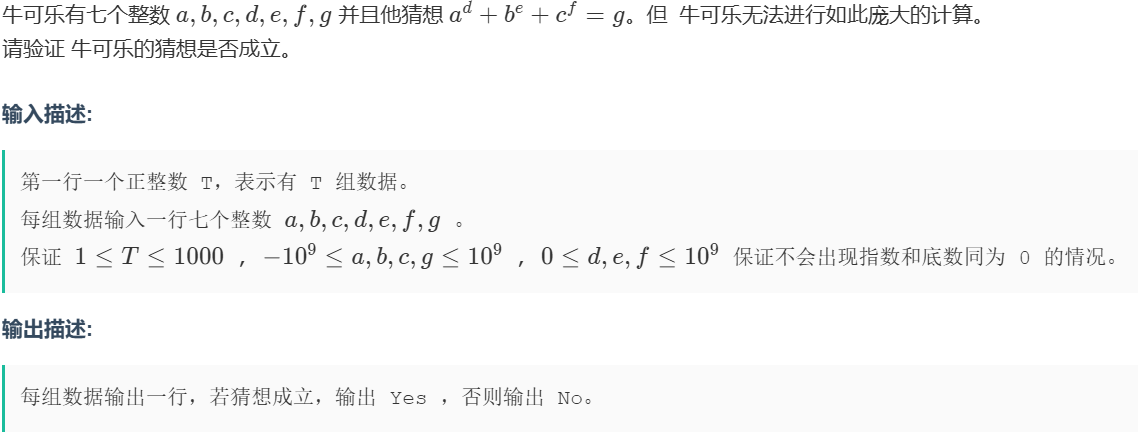 牛可乐有七个整数 a, b, c, d, e, f, g 并且他猜想 a^d + b^e + c^f = g。但 牛可乐无法进行如此庞大的计算。
请验证 牛可乐的猜想是否成立。
输入描述:
第一行一个正整数 T，表示有 T 组数据。
每组数据输入一行七个整数 a, b, c, d, e, f, g 。
保证 1 ≤ T ≤ 1000 , −10^9 ≤ a, b, c, g ≤ 10^9 , 0 ≤ d, e, f ≤ 10^9 保证不会出现指数和底数同为 0 的情况。
输出描述:
每组数据输出一行，若猜想成立，输出 Yes ，否则输出 No。